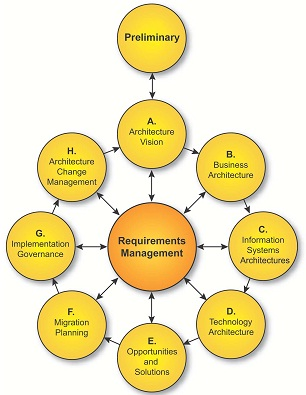 Preliminary
A.
Architecture
Vision
B.
Business
Architecture
C.
Information
Systems
Architectures
D.
Technology
Architecture
E.
Opportunities
and
Solutions
F.
Migration
Planning
G.
Implementation
Governance
H.
Architecture
Change
Management
Requirements
Management